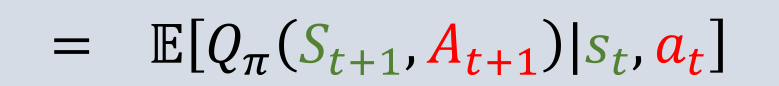 = 𝔼[Q_π(S_{t+1}, A_{t+1})|s_t, a_t]